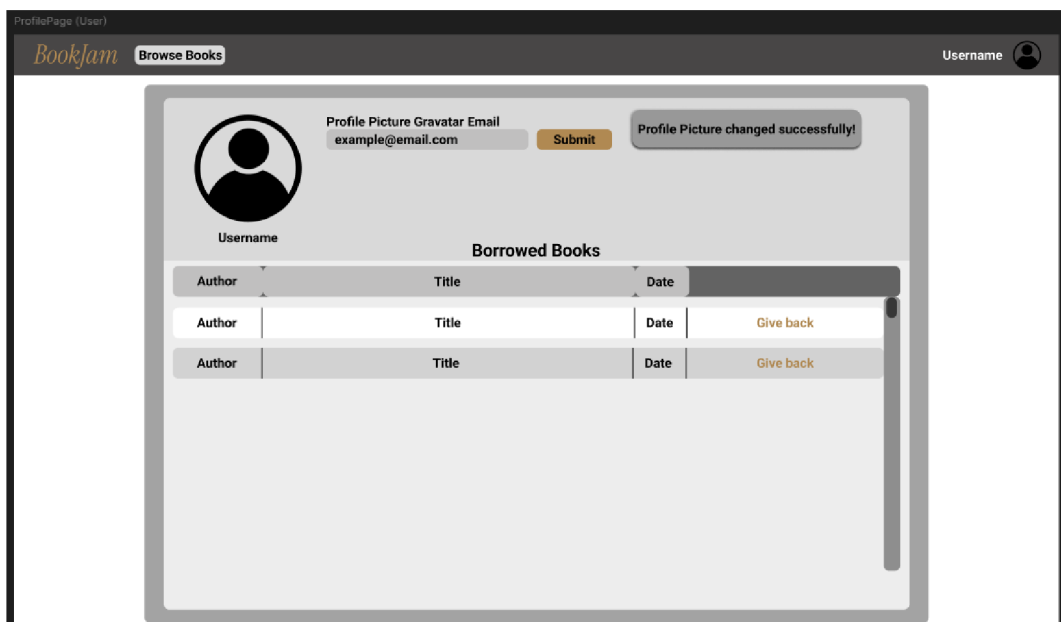 ProfilePage (User)
BookJam Browse Books Username
Profile Picture Gravatar Email
example@email.com Submit Profile Picture changed successfully!
Username
Borrowed Books
Author Title Date
Author Title Date Give back
Author Title Date Give back